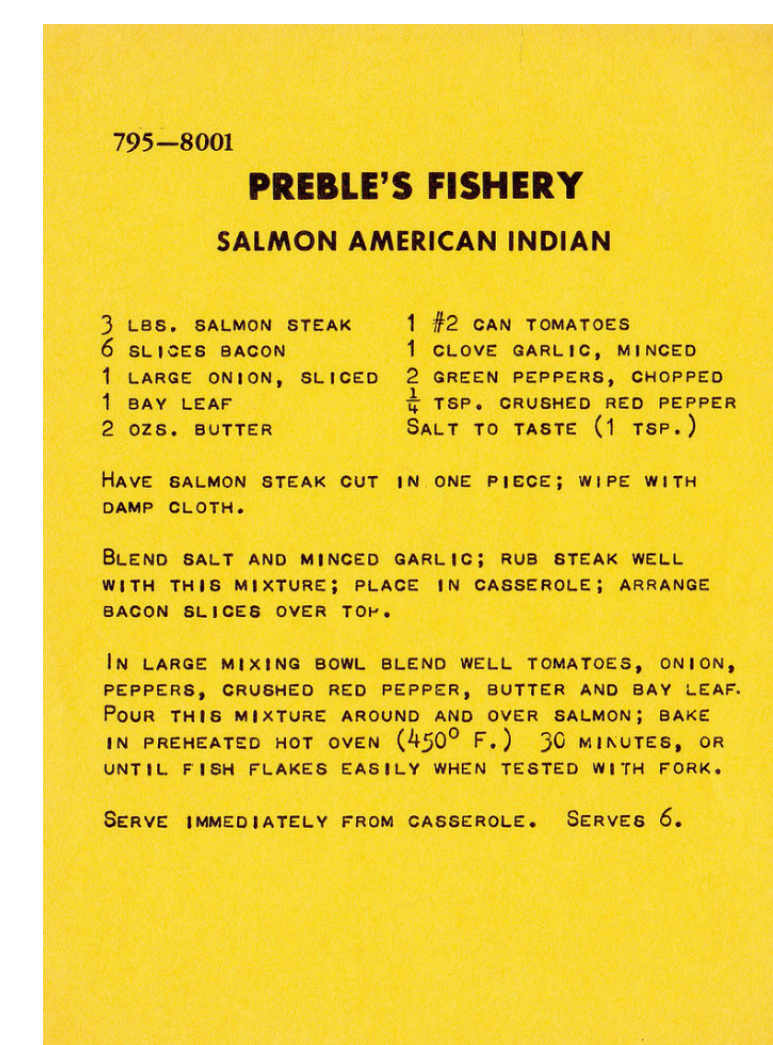 795—8001
PREBLE'S FISHERY
SALMON AMERICAN INDIAN
3 LBS. SALMON STEAK
6 SLICES BACON
1 LARGE ONION, SLICED
1 BAY LEAF
2 OZS. BUTTER
1 #2 CAN TOMATOES
1 CLOVE GARLIC, MINCED
2 GREEN PEPPERS, CHOPPED
1/4 TSP. CRUSHED RED PEPPER
SALT TO TASTE (1 TSP.)
HAVE SALMON STEAK CUT IN ONE PIECE; WIPE WITH
DAMP CLOTH.
BLEND SALT AND MINCED GARLIC; RUB STEAK WELL
WITH THIS MIXTURE; PLACE IN CASSEROLE; ARRANGE
BACON SLICES OVER TOP.
IN LARGE MIXING BOWL BLEND WELL TOMATOES, ONION,
PEPPERS, CRUSHED RED PEPPER, BUTTER AND BAY LEAF.
POUR THIS MIXTURE AROUND AND OVER SALMON; BAKE
IN PREHEATED HOT OVEN (450° F.) 30 MINUTES, OR
UNTIL FISH FLAKES EASILY WHEN TESTED WITH FORK.
SERVE IMMEDIATELY FROM CASSEROLE. SERVES 6.